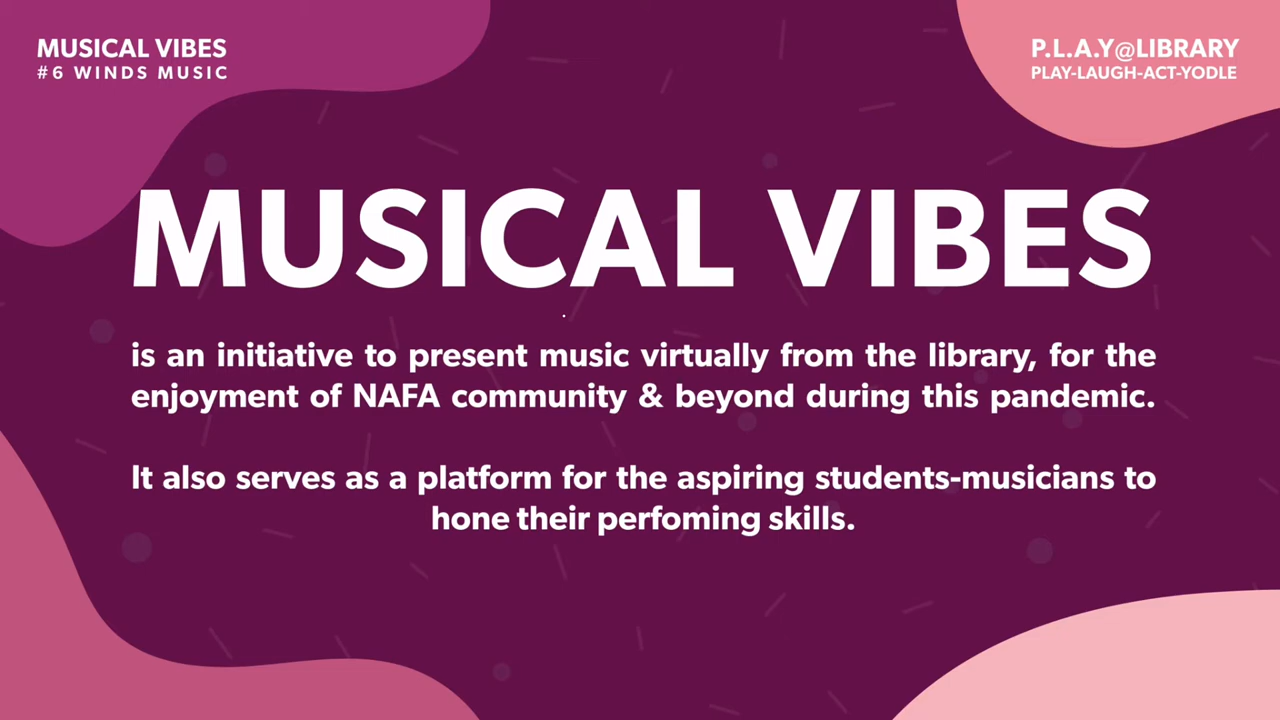 MUSICAL VIBES
#6 WINDS MUSIC
P.L.A.Y@LIBRARY
PLAY-LAUGH-ACT-YODLE
MUSICAL VIBES
is an initiative to present music virtually from the library, for the
enjoyment of NAFA community & beyond during this pandemic.
It also serves as a platform for the aspiring students-musicians to
hone their perfoming skills.